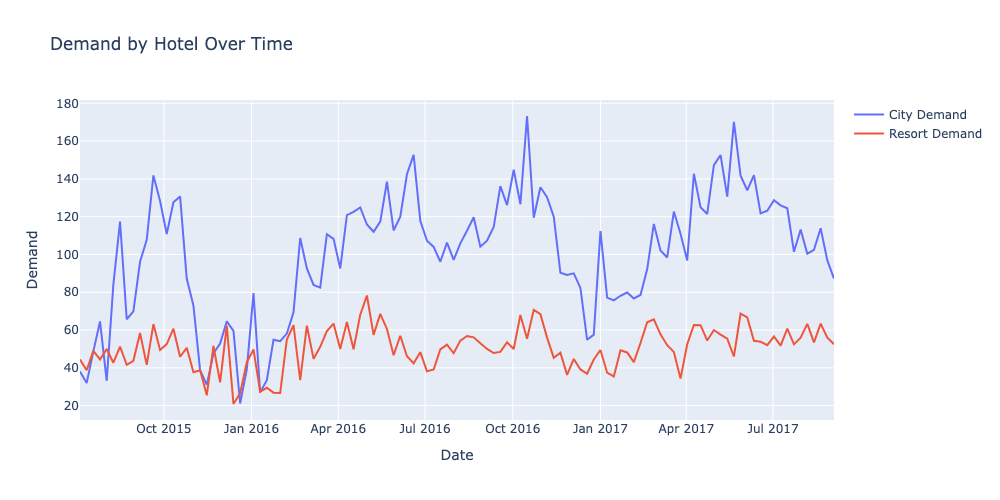 Demand by Hotel Over Time
180
160
140
120
100
80
60
40
20
Demand
Oct 2015 Jan 2016 Apr 2016 Jul 2016 Oct 2016 Jan 2017 Apr 2017 Jul 2017
Date
City Demand
Resort Demand